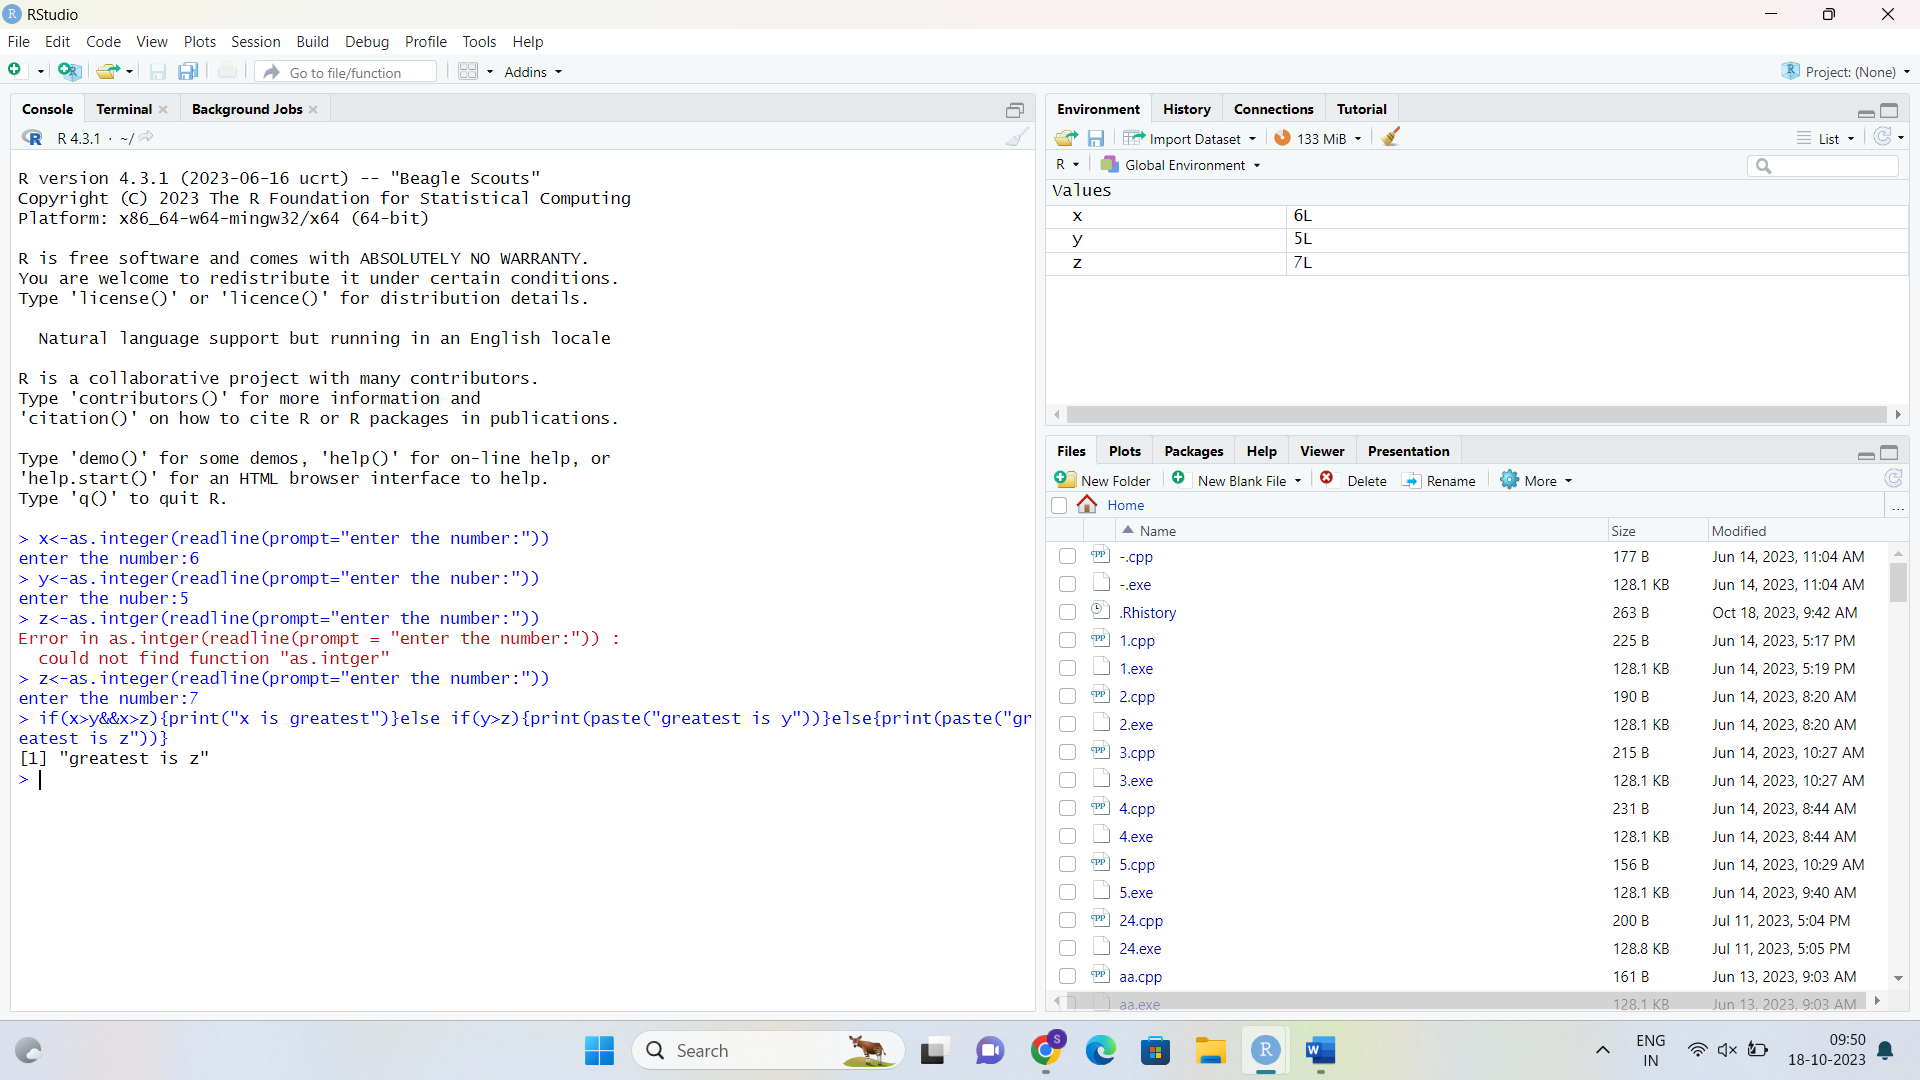 RStudio
File Edit Code View Plots Session Build Debug Profile Tools Help
Go to file/function Addins Project: (None)
Console Terminal Background Jobs
R 4.3.1 · ~/
R version 4.3.1 (2023-06-16 ucrt) -- "Beagle Scouts"
Copyright (C) 2023 The R Foundation for Statistical Computing
Platform: x86_64-w64-mingw32/x64 (64-bit)
R is free software and comes with ABSOLUTELY NO WARRANTY.
You are welcome to redistribute it under certain conditions.
Type 'license()' or 'licence()' for distribution details.
Natural language support but running in an English locale
R is a collaborative project with many contributors.
Type 'contributors()' for more information and
'citation()' on how to cite R or R packages in publications.
Type 'demo()' for some demos, 'help()' for on-line help, or
'help.start()' for an HTML browser interface to help.
Type 'q()' to quit R.
> x<-as.integer(readline(prompt="enter the number:"))
enter the number:6
> y<-as.integer(readline(prompt="enter the nuber:"))
enter the nuber:5
> z<-as.intger(readline(prompt="enter the number:"))
Error in as.intger(readline(prompt = "enter the number:")) :
could not find function "as.intger"
> z<-as.integer(readline(prompt="enter the number:"))
enter the number:7
> if(x>y&&x>z){print("x is greatest")}else if(y>z){print(paste("greatest is y"))}else{print(paste("gr
eatest is z"))}
[1] "greatest is z"
>
Environment History Connections Tutorial
Import Dataset 133 MiB List
R Global Environment
Values
x 6L
y 5L
z 7L
Files Plots Packages Help Viewer Presentation
New Folder New Blank File Delete Rename More
Home ...
Name Size Modified
-.cpp 177 B Jun 14, 2023, 11:04 AM
-.exe 128.1 KB Jun 14, 2023, 11:04 AM
.Rhistory 263 B Oct 18, 2023, 9:42 AM
1.cpp 225 B Jun 14, 2023, 5:17 PM
1.exe 128.1 KB Jun 14, 2023, 5:19 PM
2.cpp 190 B Jun 14, 2023, 8:20 AM
2.exe 128.1 KB Jun 14, 2023, 8:20 AM
3.cpp 215 B Jun 14, 2023, 10:27 AM
3.exe 128.1 KB Jun 14, 2023, 10:27 AM
4.cpp 231 B Jun 14, 2023, 8:44 AM
4.exe 128.1 KB Jun 14, 2023, 8:44 AM
5.cpp 156 B Jun 14, 2023, 10:29 AM
5.exe 128.1 KB Jun 14, 2023, 9:40 AM
24.cpp 200 B Jul 11, 2023, 5:04 PM
24.exe 128.8 KB Jul 11, 2023, 5:05 PM
aa.cpp 161 B Jun 13, 2023, 9:03 AM
aa.exe 128.1 KB Jun 13, 2023, 9:03 AM
Search
ENG
IN
09:50
18-10-2023